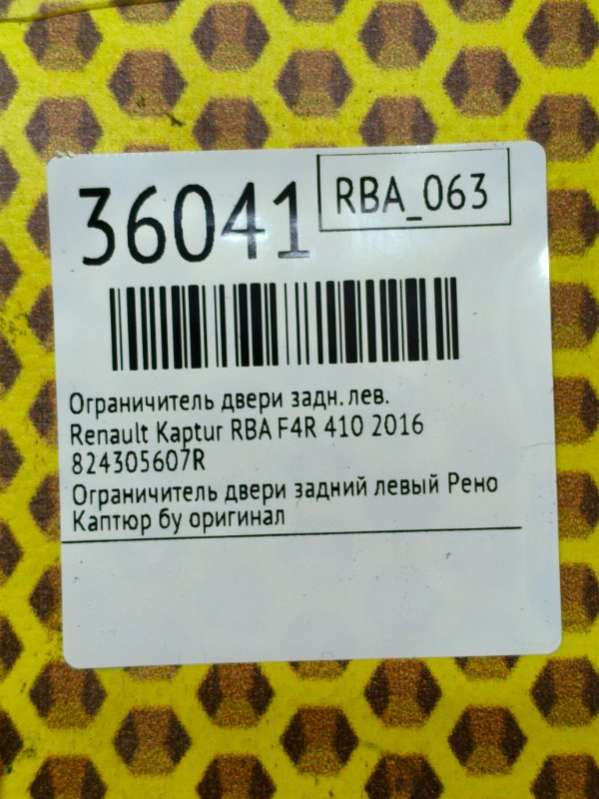 36041
RBA_063
Ограничитель двери задн. лев.
Renault Kaptur RBA F4R 410 2016
824305607R
Ограничитель двери задний левый Рено
Каптюр бу оригинал